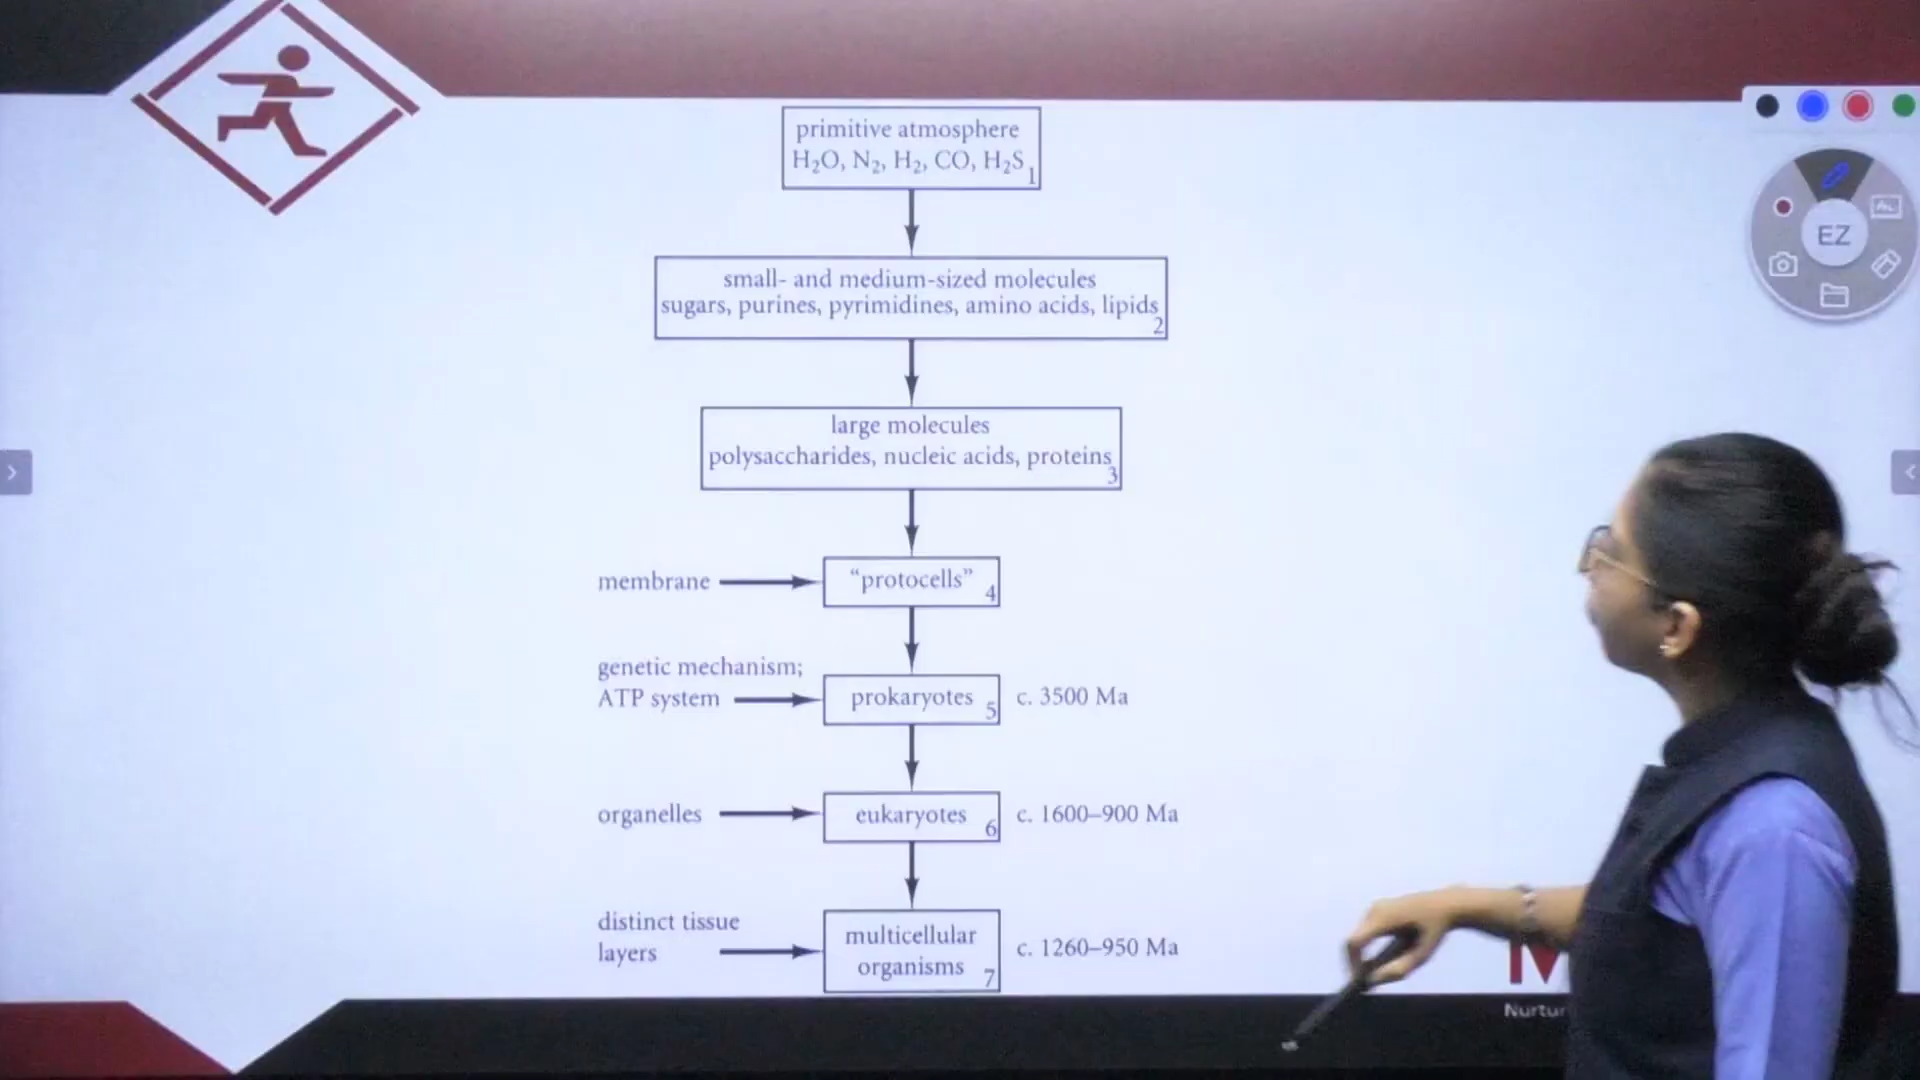 primitive atmosphere
H₂O, N₂, H₂, CO, H₂S
1
small- and medium-sized molecules
sugars, purines, pyrimidines, amino acids, lipids
2
large molecules
polysaccharides, nucleic acids, proteins
3
membrane
"protocells"
4
genetic mechanism;
ATP system
prokaryotes
5
c. 3500 Ma
organelles
eukaryotes
6
c. 1600–900 Ma
distinct tissue
layers
multicellular
organisms
7
c. 1260–950 Ma
EZ